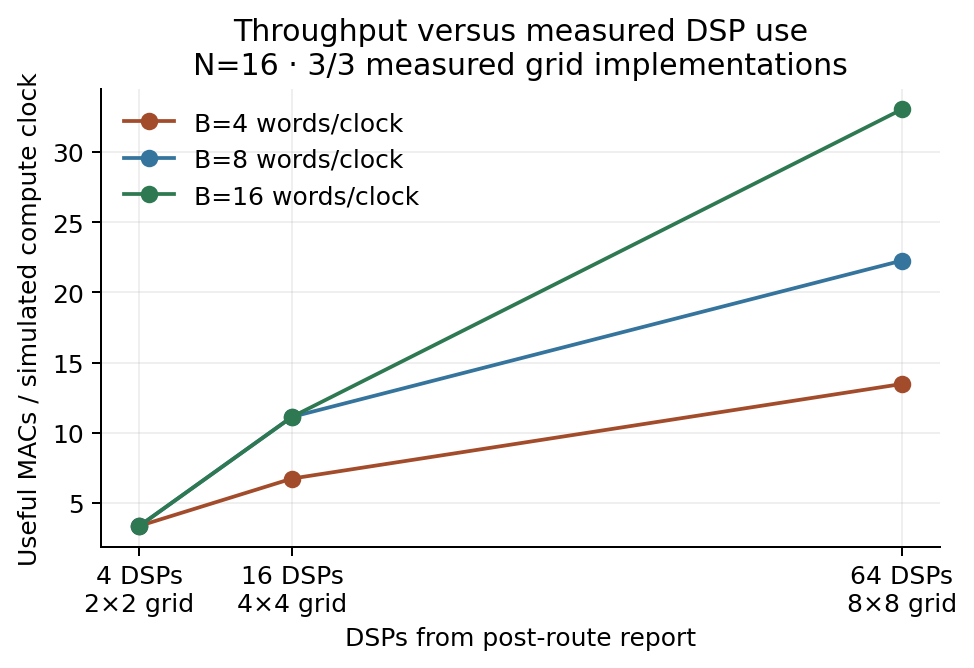 Throughput versus measured DSP use
N=16 · 3/3 measured grid implementations
Useful MACs / simulated compute clock
B=4 words/clock
B=8 words/clock
B=16 words/clock
30
25
20
15
10
5
4 DSPs
2×2 grid
16 DSPs
4×4 grid
64 DSPs
8×8 grid
DSPs from post-route report